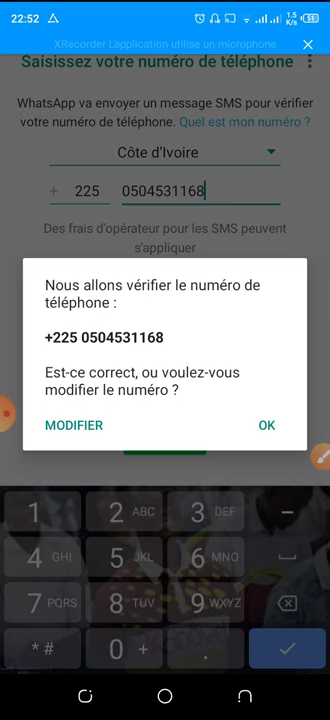 22:52
1.5
K/s
58
XRecorder L'application utilise un microphone
Saisissez votre numéro de téléphone
WhatsApp va envoyer un message SMS pour vérifier
votre numéro de téléphone. Quel est mon numéro ?
Côte d'Ivoire
+ 225 0504531168
Des frais d'opérateur pour les SMS peuvent
s'appliquer
Nous allons vérifier le numéro de
téléphone :
+225 0504531168
Est-ce correct, ou voulez-vous
modifier le numéro ?
MODIFIER OK
1 2 ABC 3 DEF –
4 GHI 5 JKL 6 MNO
7 PQRS 8 TUV 9 WXYZ
* # 0 + .